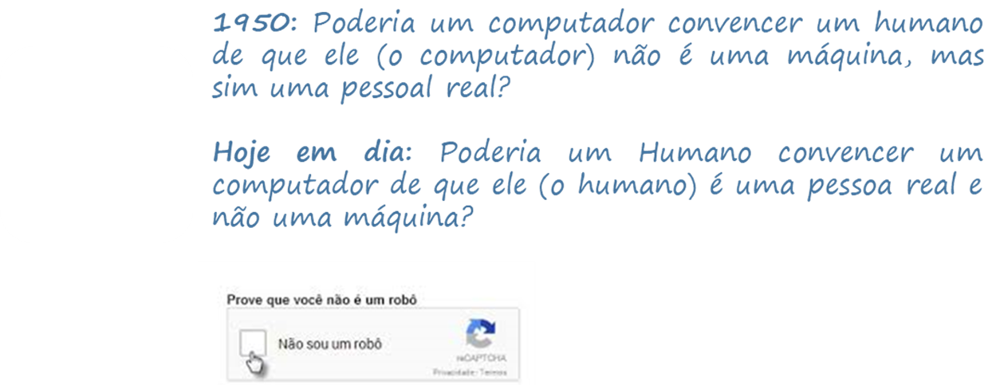 1950: Poderia um computador convencer um humano
de que ele (o computador) não é uma máquina, mas
sim uma pessoal real?
Hoje em dia: Poderia um Humano convencer um
computador de que ele (o humano) é uma pessoa real e
não uma máquina?
Prove que você não é um robô
Não sou um robô
reCAPTCHA
Privacidade - Termos